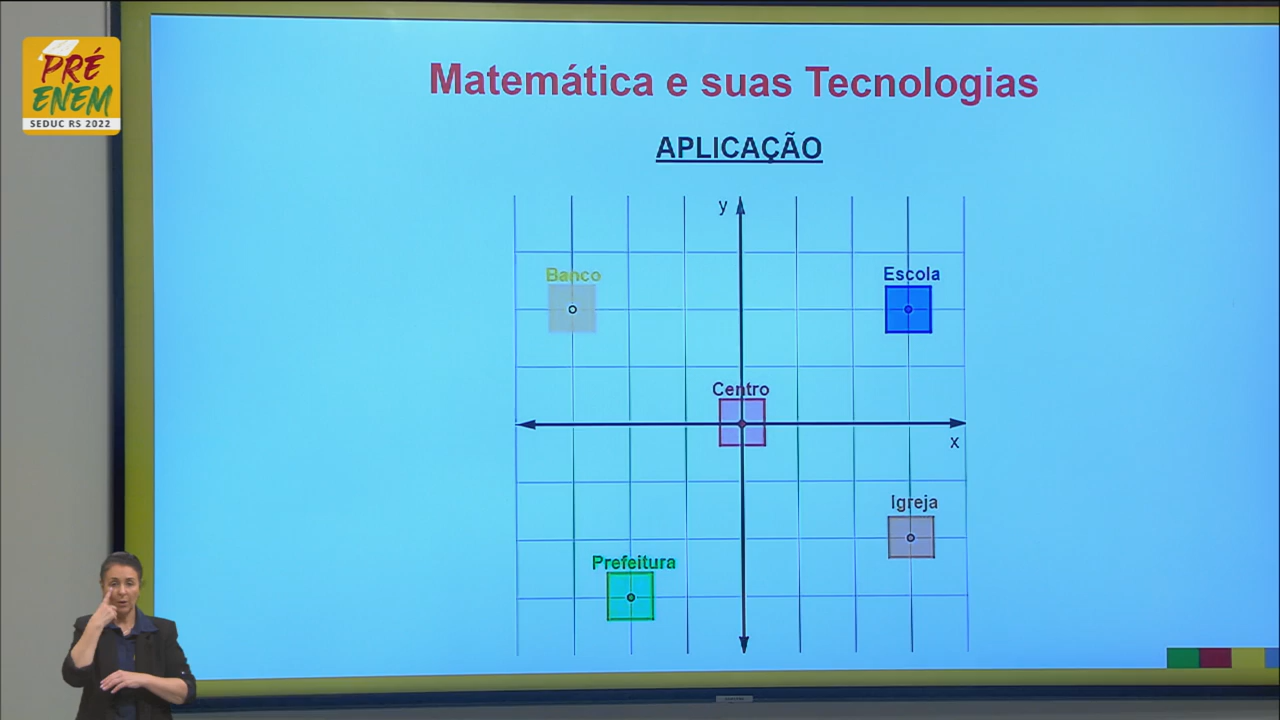 PRÉ
ENEM
SEDUC RS 2022
Matemática e suas Tecnologias
APLICAÇÃO
y
Banco
Escola
Centro
x
Igreja
Prefeitura